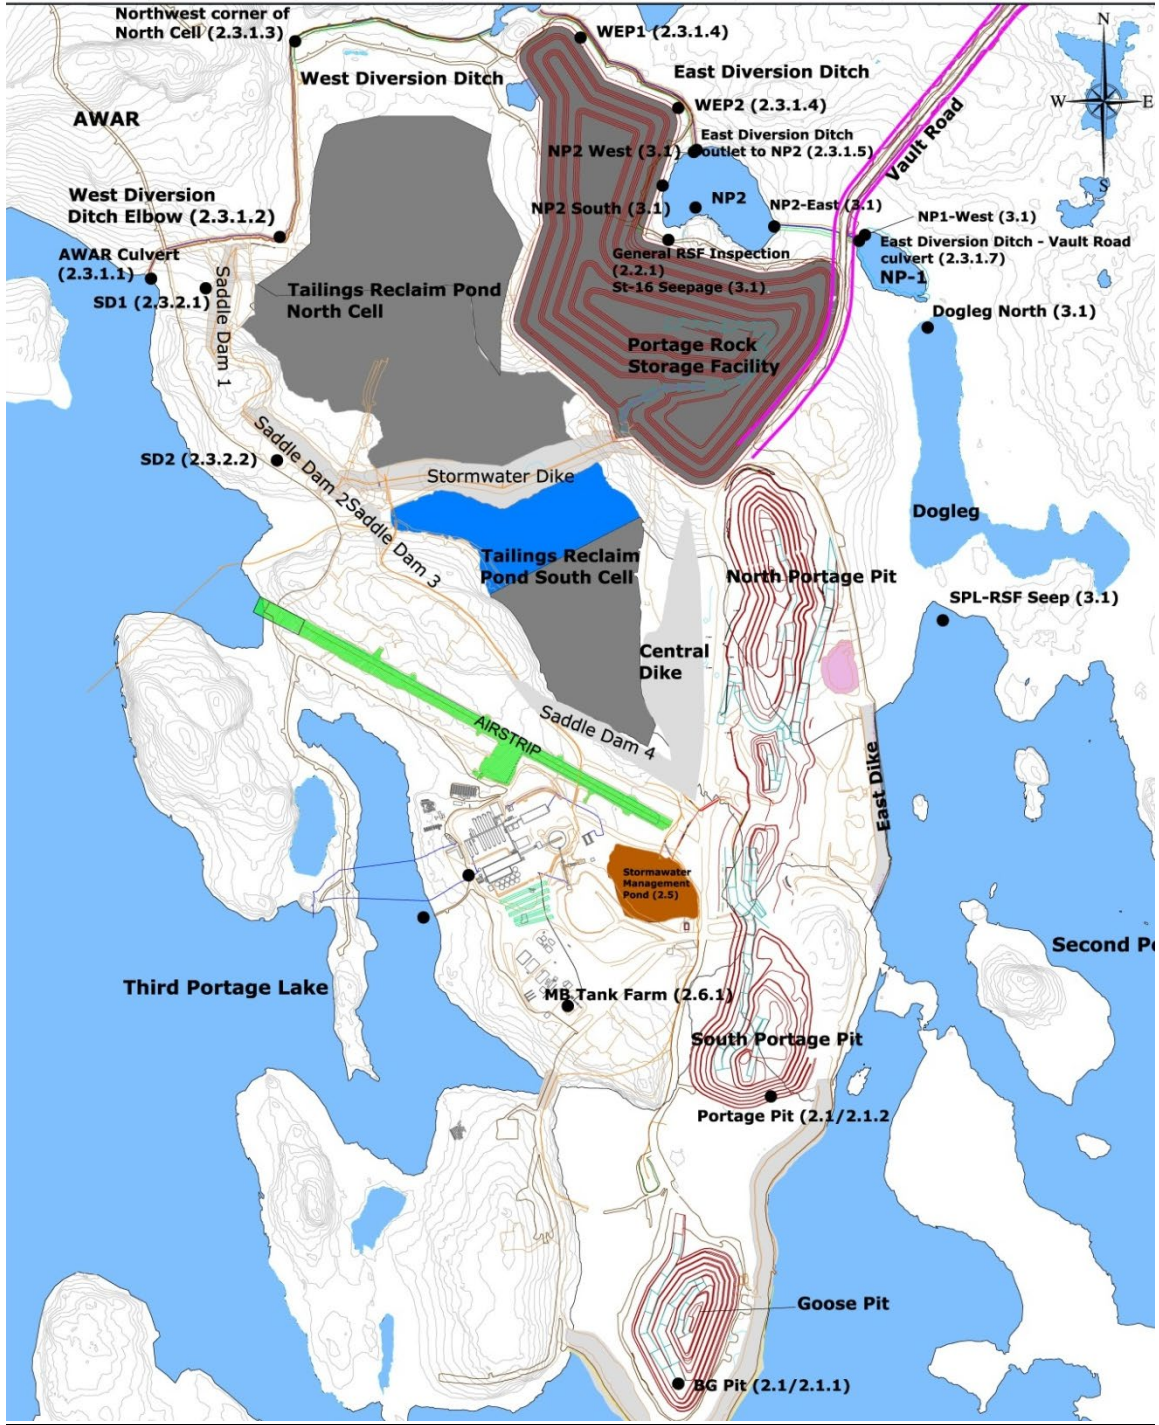 Northwest corner of
North Cell (2.3.1.3)
WEP1 (2.3.1.4)
N
West Diversion Ditch
East Diversion Ditch
W
E
WEP2 (2.3.1.4)
AWAR
Vault Road
East Diversion Ditch
NP2 West (3.1)
outlet to NP2 (2.3.1.5)
S
West Diversion
Ditch Elbow (2.3.1.2)
NP2
NP2 South (3.1)
NP2-East (3.1)
NP1-West (3.1)
AWAR Culvert
(2.3.1.1)
General RSF Inspection
(2.2.1)
St-16 Seepage (3.1)
East Diversion Ditch - Vault Road
culvert (2.3.1.7)
NP-1
SD1 (2.3.2.1)
Saddle Dam 1
Tailings Reclaim Pond
North Cell
Dogleg North (3.1)
Portage Rock
Storage Facility
SD2 (2.3.2.2)
Saddle Dam 2
Stormwater Dike
Saddle Dam 3
Dogleg
Tailings Reclaim
Pond South Cell
North Portage Pit
SPL-RSF Seep (3.1)
Central
Dike
Saddle Dam 4
AIRSTRIP
East Dike
Stormawater
Management
Pond (2.5)
Second Po
Third Portage Lake
MB Tank Farm (2.6.1)
South Portage Pit
Portage Pit (2.1/2.1.2
Goose Pit
BG Pit (2.1/2.1.1)